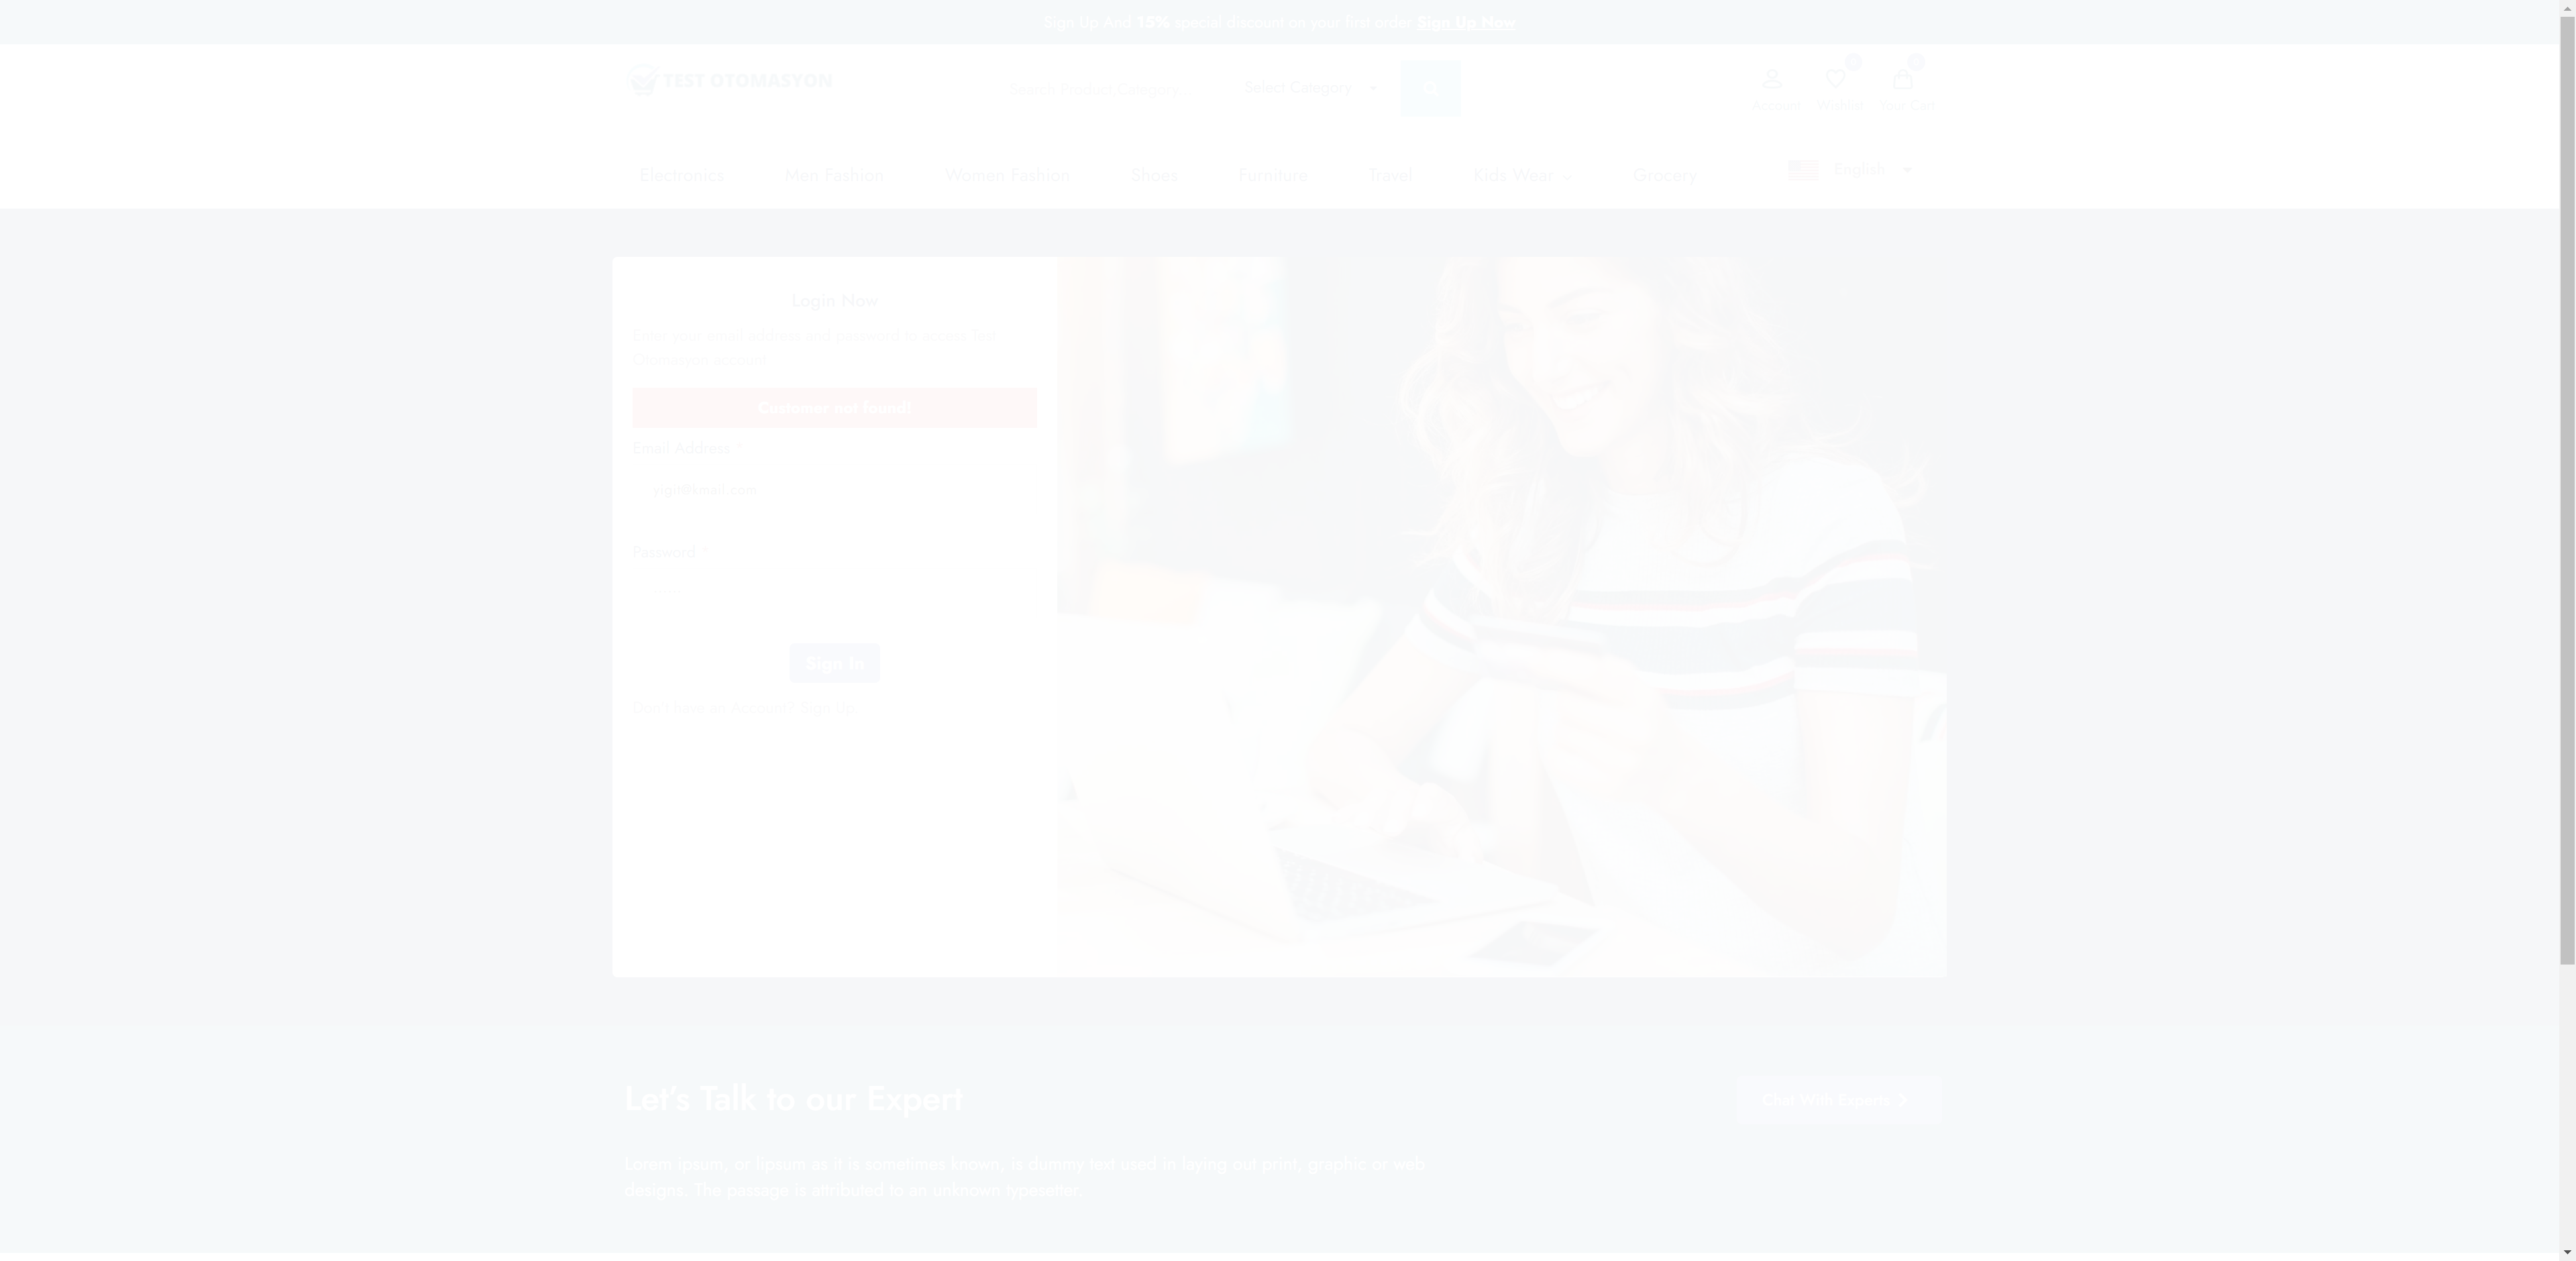 Sign Up And 15% special discount on your first order Sign Up Now
TEST OTOMASYON
Search Product/Category...
Select Category
0
0
Account
Wishlist
Your Cart
Electronics
Men Fashion
Women Fashion
Shoes
Furniture
Travel
Kids Wear
Grocery
English
Login Now
Enter your email address and password to access Test
Otomasyon account
Customer not found!
Email Address *
yigit@kmail.com
Password *
Sign In
Don't have an Account? Sign Up
Let's Talk to our Expert
Chat With Experts
Lorem ipsum, or lipsum as it is sometimes known, is dummy text used in laying out print, graphic or web
designs. The passage is attributed to an unknown typesetter.